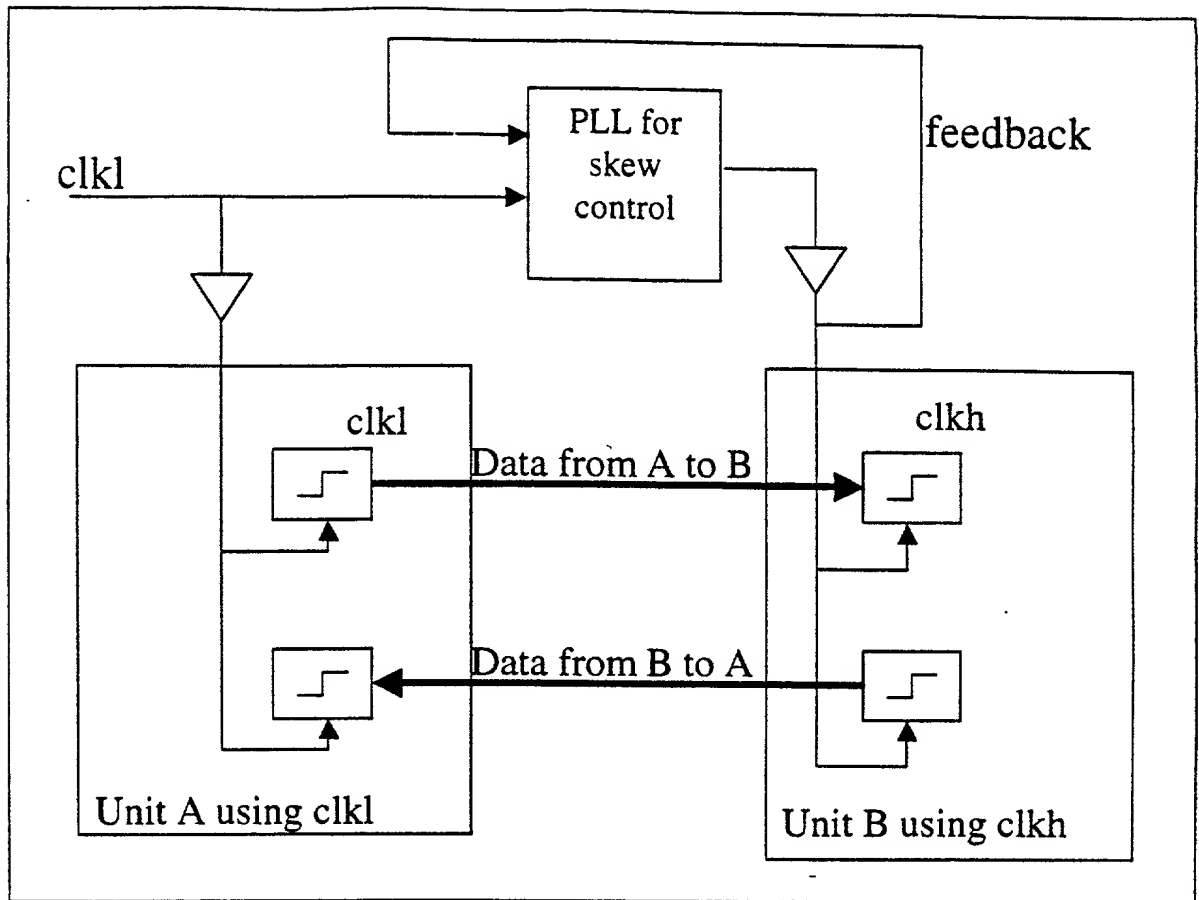 PLL for
skew
control
feedback
clkl
clkl
clkh
Data from A to B
Data from B to A
Unit A using clkl
Unit B using clkh